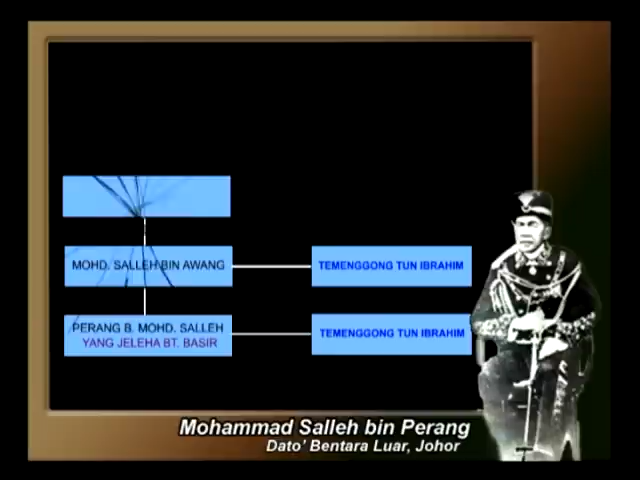 MOHD. SALLEH BIN AWANG
TEMENGGONG TUN IBRAHIM
PERANG B. MOHD. SALLEH
YANG JELEHA BT. BASIR
TEMENGGONG TUN IBRAHIM
Mohammad Salleh bin Perang
Dato' Bentara Luar, Johor